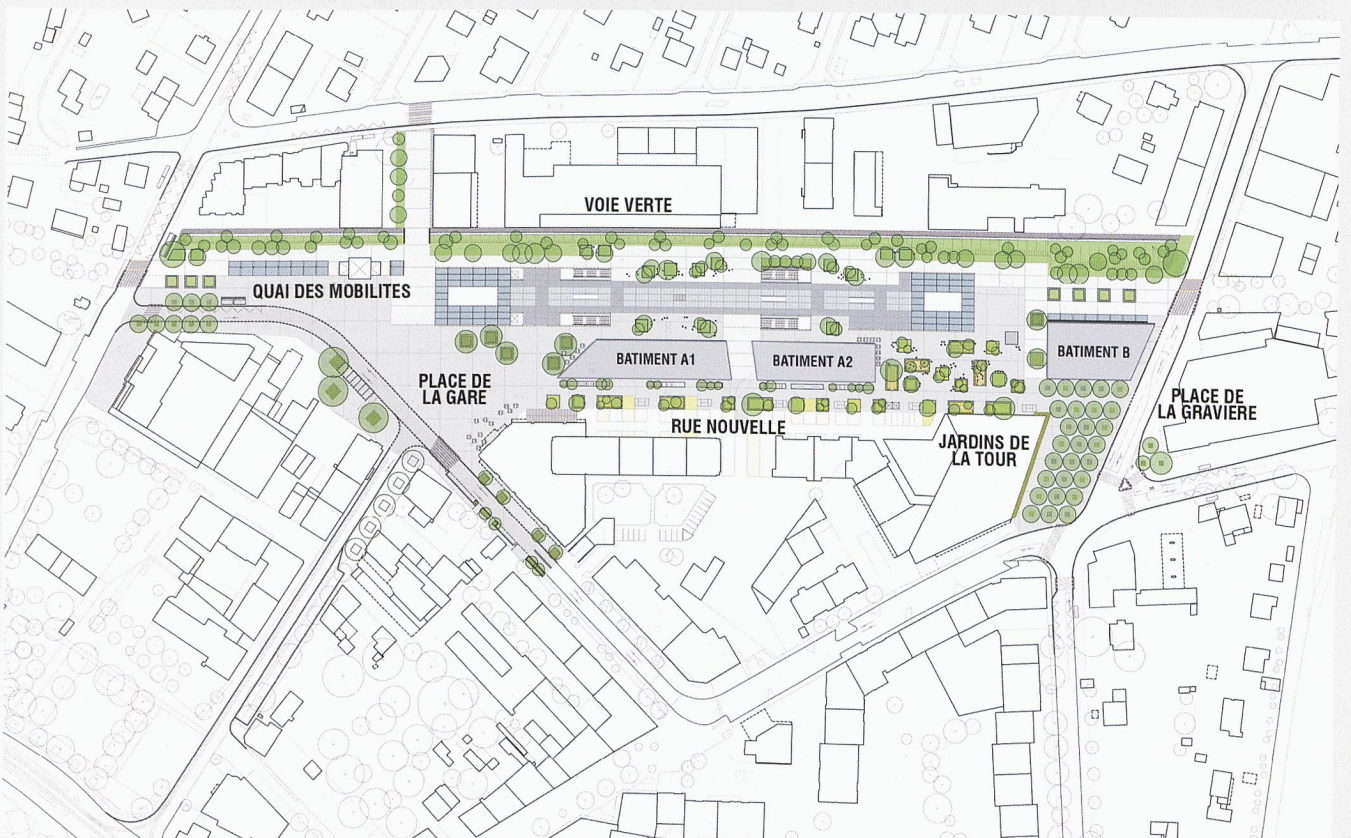 VOIE VERTE
QUAI DES MOBILITES
BATIMENT A1
BATIMENT A2
BATIMENT B
PLACE DE
LA GARE
PLACE DE
LA GRAVIERE
RUE NOUVELLE
JARDINS DE
LA TOUR